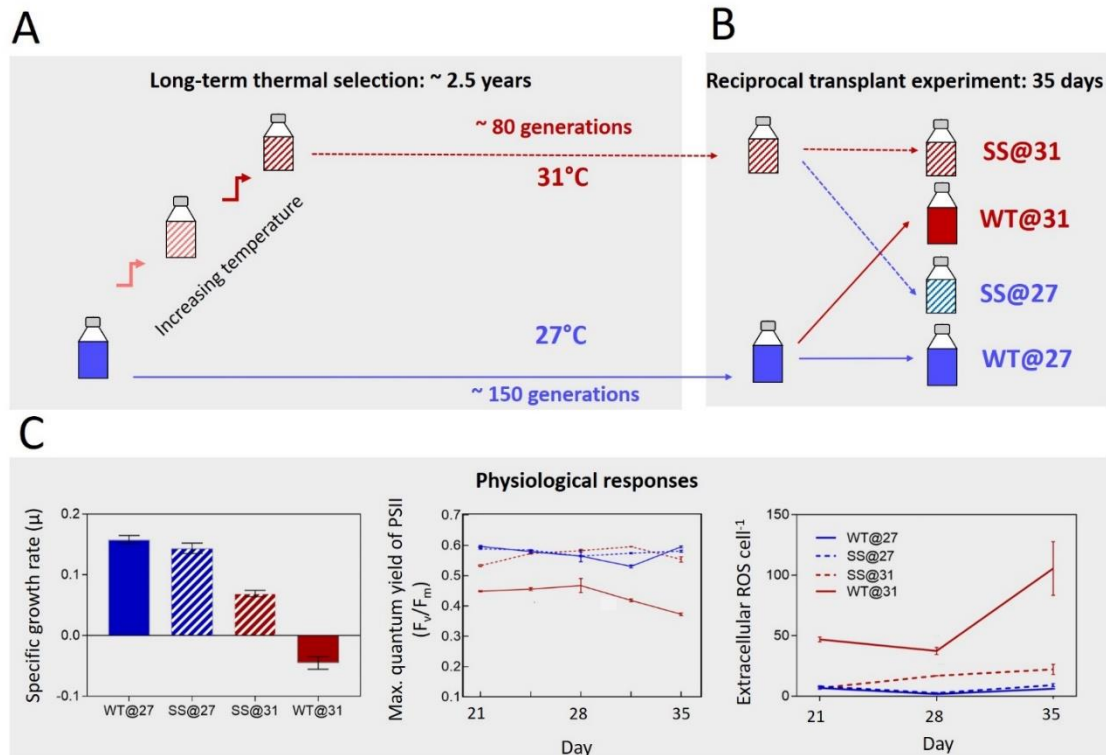 A
B
Long-term thermal selection: ~ 2.5 years
Reciprocal transplant experiment: 35 days
~ 80 generations
31°C
Increasing temperature
27°C
~ 150 generations
SS@31
WT@31
SS@27
WT@27
C
Physiological responses
Specific growth rate (μ)
0.2
0.1
0.0
-0.1
WT@27
SS@27
SS@31
WT@31
Max. quantum yield of PSII
(Fv/Fm)
0.7
0.6
0.5
0.4
0.3
0.2
0.1
21
28
35
Day
Extracellular ROS cell-1
150
100
50
0
WT@27
SS@27
SS@31
WT@31
21
28
35
Day